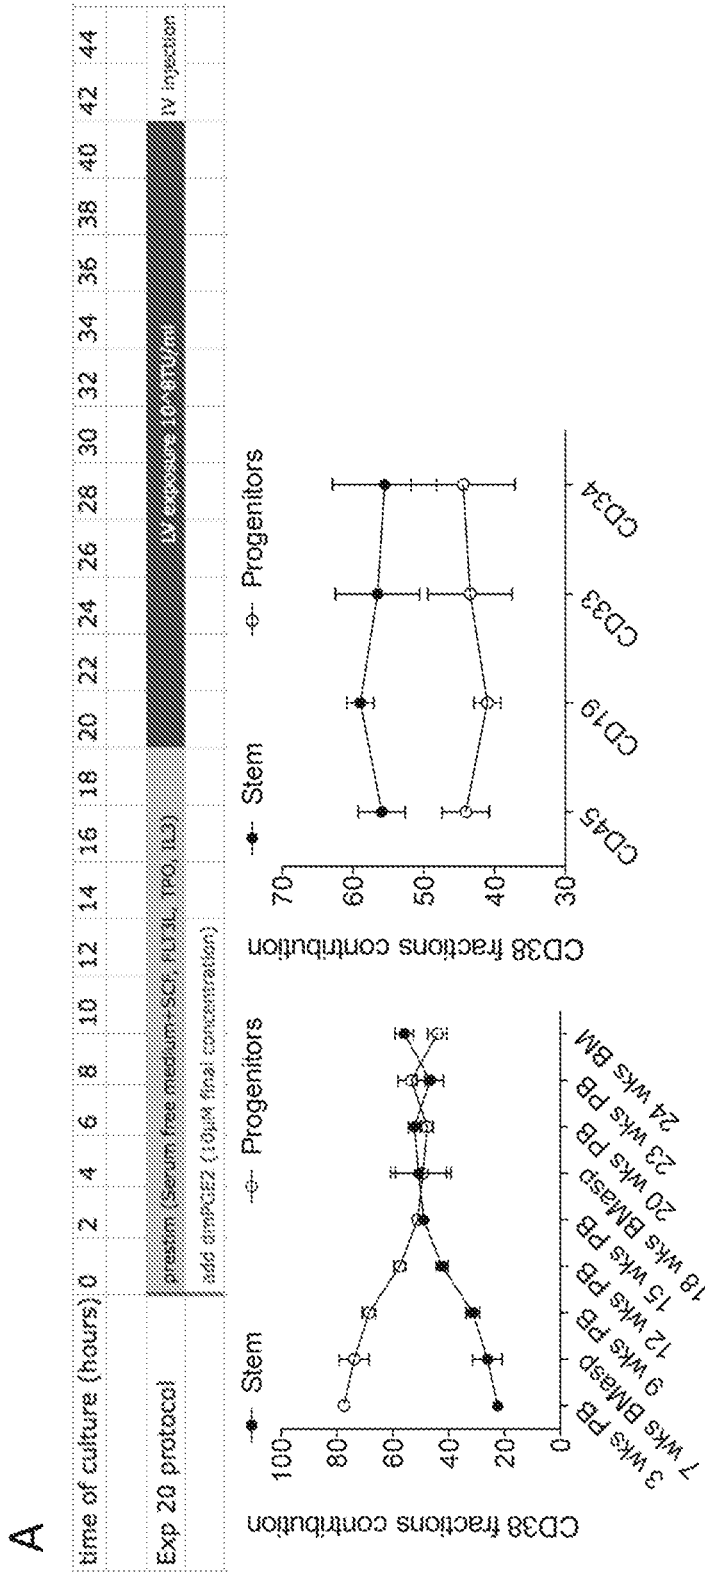 A
time of culture (hours) 0 2 4 6 8 10 12 14 16 18 20 22 24 26 28 30 32 34 36 38 40 42 44
Exp 20 protocol prestim (Serum free medium+SCF, FLT3L, TPO, IL3) LV exposure IV injection
add dmPGE2 (10µM final concentration)
Stem Progenitors
CD38 fractions contribution
100
80
60
40
20
0
3 wks PB
7 wks BMasp
9 wks PB
12 wks PB
15 wks PB
18 wks BMasp
20 wks PB
23 wks PB
24 wks BM
Stem Progenitors
CD38 fractions contribution
70
60
50
40
30
CD45
CD19
CD33
CD34